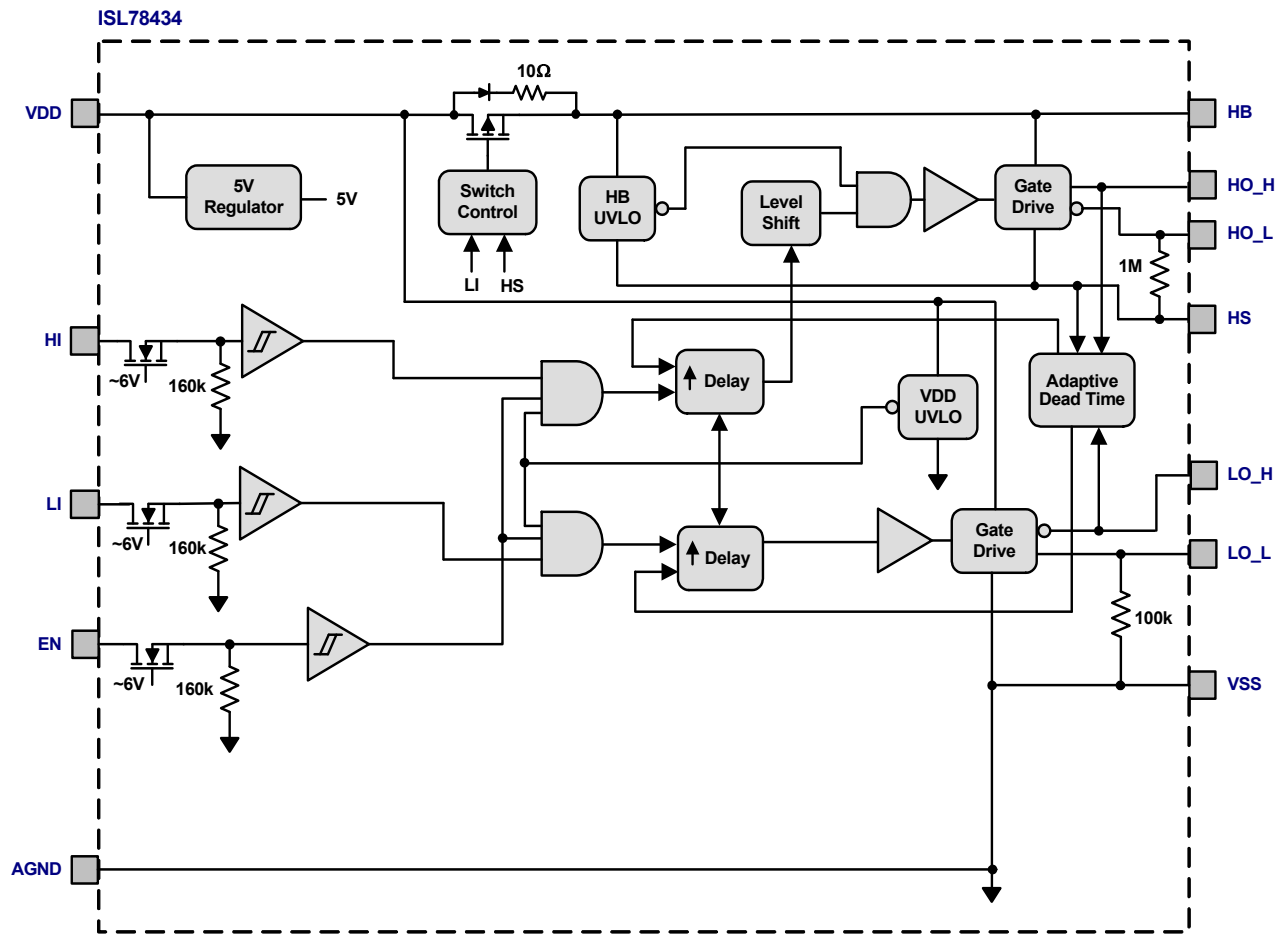 ISL78434
10Ω
VDD
HB
5V
Regulator
5V
Switch
Control
HB
UVLO
Level
Shift
Gate
Drive
HO_H
HO_L
1M
LI
HS
HS
HI
~6V
160k
Delay
VDD
UVLO
Adaptive
Dead Time
LI
~6V
160k
Delay
Gate
Drive
LO_H
LO_L
100k
EN
~6V
160k
VSS
AGND